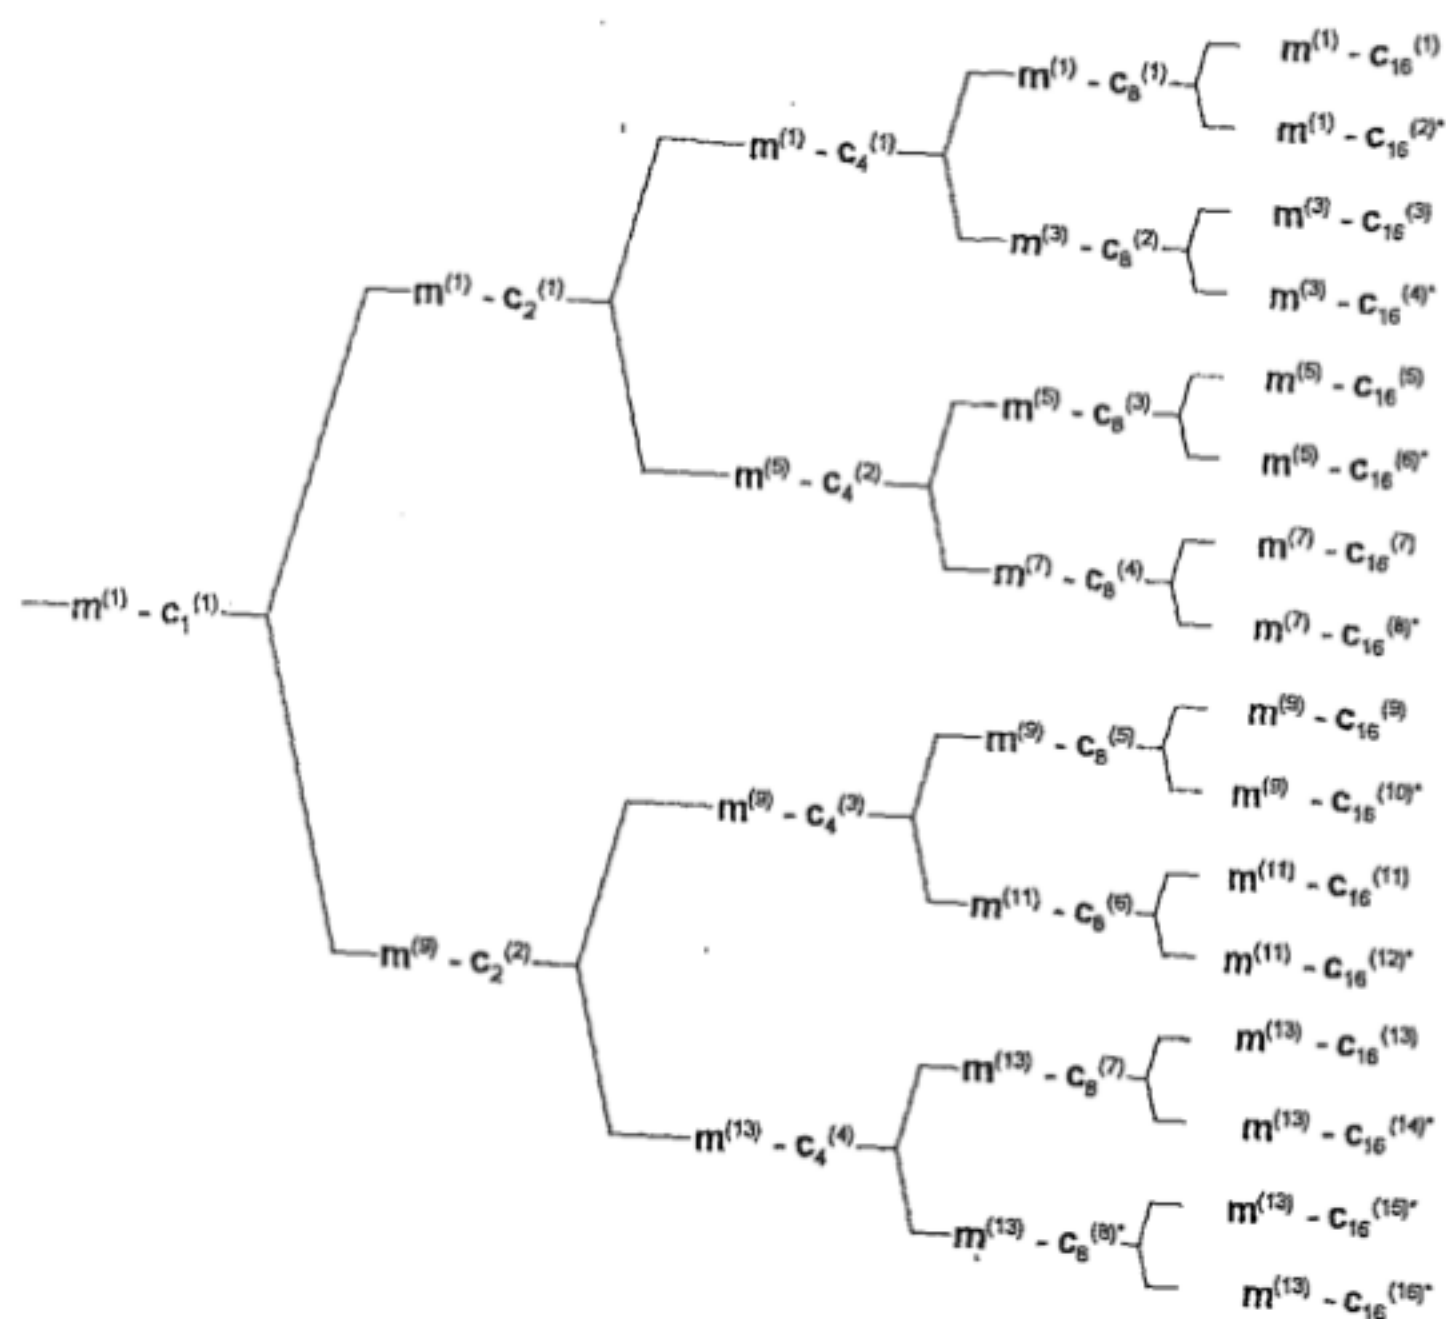 m(1) - c16(1)
m(1) - c8(1)
m(1) - c16(2)*
m(1) - c4(1)
m(3) - c16(3)
m(3) - c8(2)
m(3) - c16(4)*
m(1) - c2(1)
m(5) - c16(5)
m(5) - c8(3)
m(5) - c16(6)*
m(5) - c4(2)
m(7) - c16(7)
m(7) - c8(4)
m(7) - c16(8)*
m(1) - c1(1)
m(9) - c16(9)
m(9) - c8(5)
m(9) - c16(10)*
m(9) - c4(3)
m(11) - c16(11)
m(11) - c8(6)
m(11) - c16(12)*
m(9) - c2(2)
m(13) - c16(13)
m(13) - c8(7)
m(13) - c16(14)*
m(13) - c4(4)
m(13) - c16(15)*
m(13) - c8(8)*
m(13) - c16(16)*